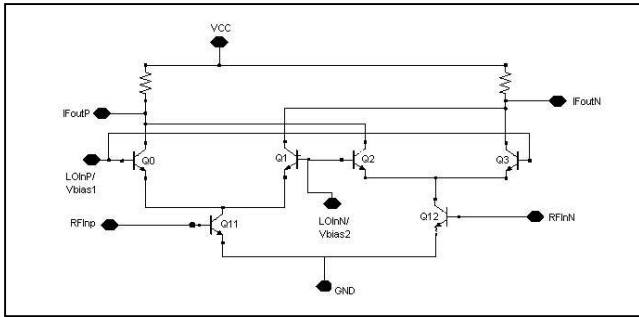 VCC
IFoutP
IFoutN
Q0
Q1
Q2
Q3
LOInP/
Vbias1
LOInN/
Vbias2
RFInp
Q11
Q12
RFInN
GND